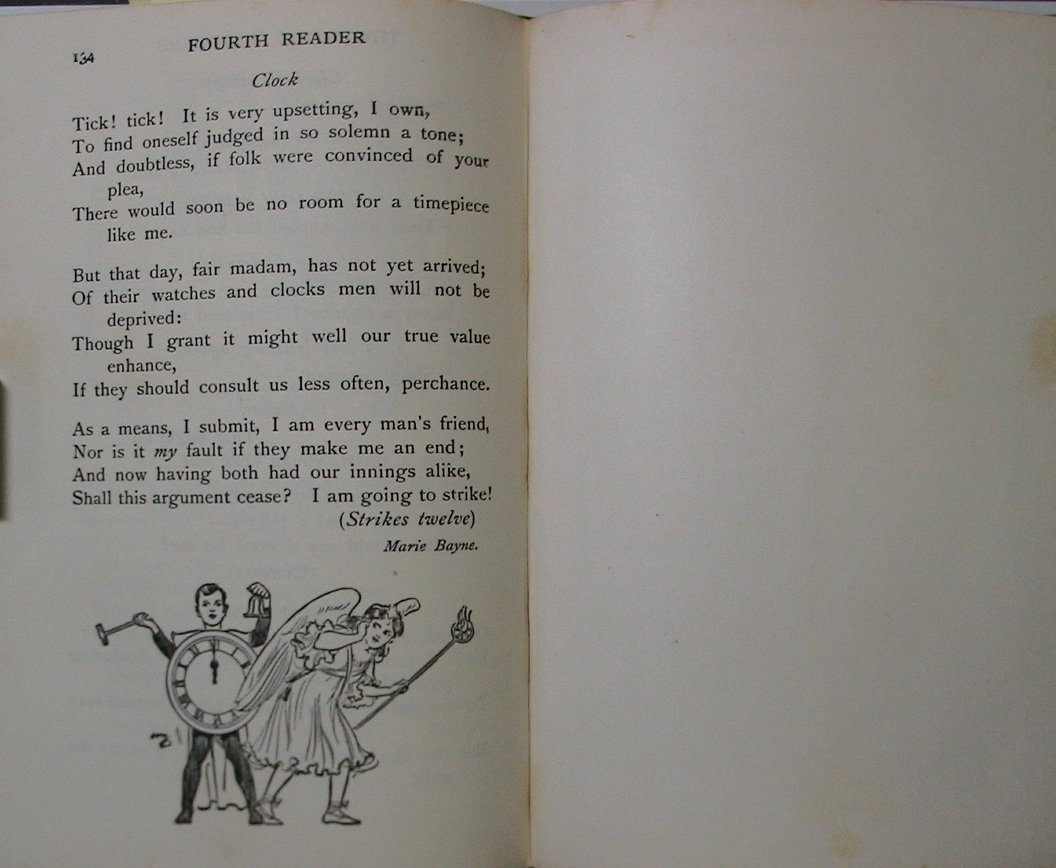 134
FOURTH READER
Clock
Tick! tick! It is very upsetting, I own,
To find oneself judged in so solemn a tone;
And doubtless, if folk were convinced of your
plea,
There would soon be no room for a timepiece
like me.
But that day, fair madam, has not yet arrived;
Of their watches and clocks men will not be
deprived:
Though I grant it might well our true value
enhance,
If they should consult us less often, perchance.
As a means, I submit, I am every man's friend,
Nor is it my fault if they make me an end;
And now having both had our innings alike,
Shall this argument cease? I am going to strike!
(Strikes twelve)
Marie Bayne.